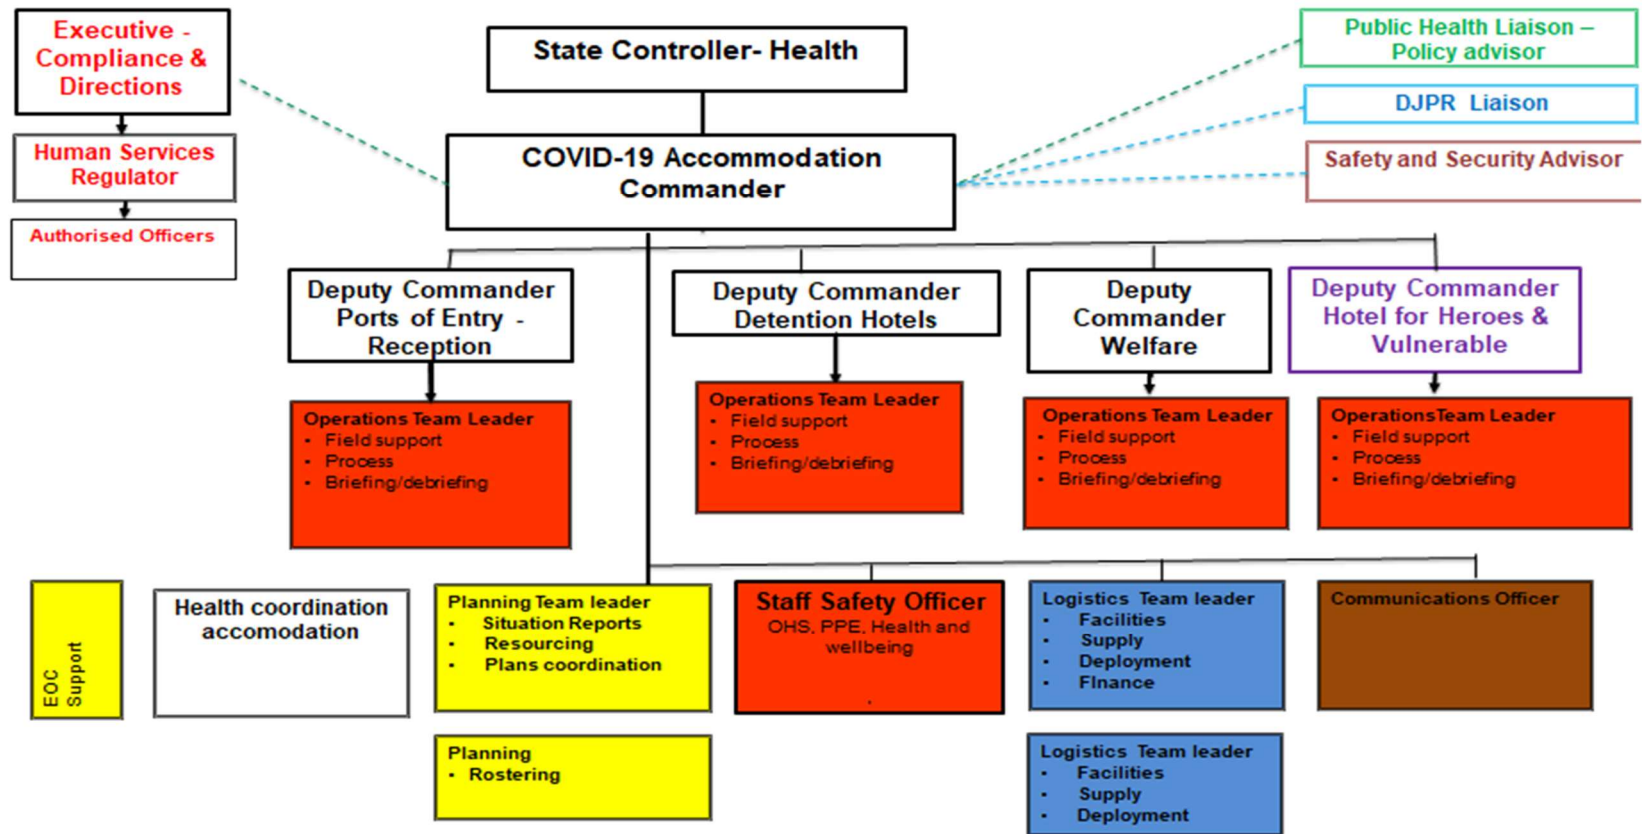 Executive -
Compliance &
Directions
Human Services
Regulator
Authorised Officers
State Controller- Health
COVID-19 Accommodation
Commander
Public Health Liaison –
Policy advisor
DJPR Liaison
Safety and Security Advisor
Deputy Commander
Ports of Entry -
Reception
Deputy Commander
Detention Hotels
Deputy
Commander
Welfare
Deputy Commander
Hotel for Heroes &
Vulnerable
Operations Team Leader
• Field support
• Process
• Briefing/debriefing
Operations Team Leader
• Field support
• Process
• Briefing/debriefing
Operations Team Leader
• Field support
• Process
• Briefing/debriefing
OperationsTeam Leader
• Field support
• Process
• Briefing/debriefing
EOC
Support
Health coordination
accomodation
Planning Team leader
• Situation Reports
• Resourcing
• Plans coordination
Staff Safety Officer
OHS, PPE, Health and
wellbeing
.
Logistics Team leader
• Facilities
• Supply
• Deployment
• FInance
Communications Officer
Planning
• Rostering
Logistics Team leader
• Facilities
• Supply
• Deployment